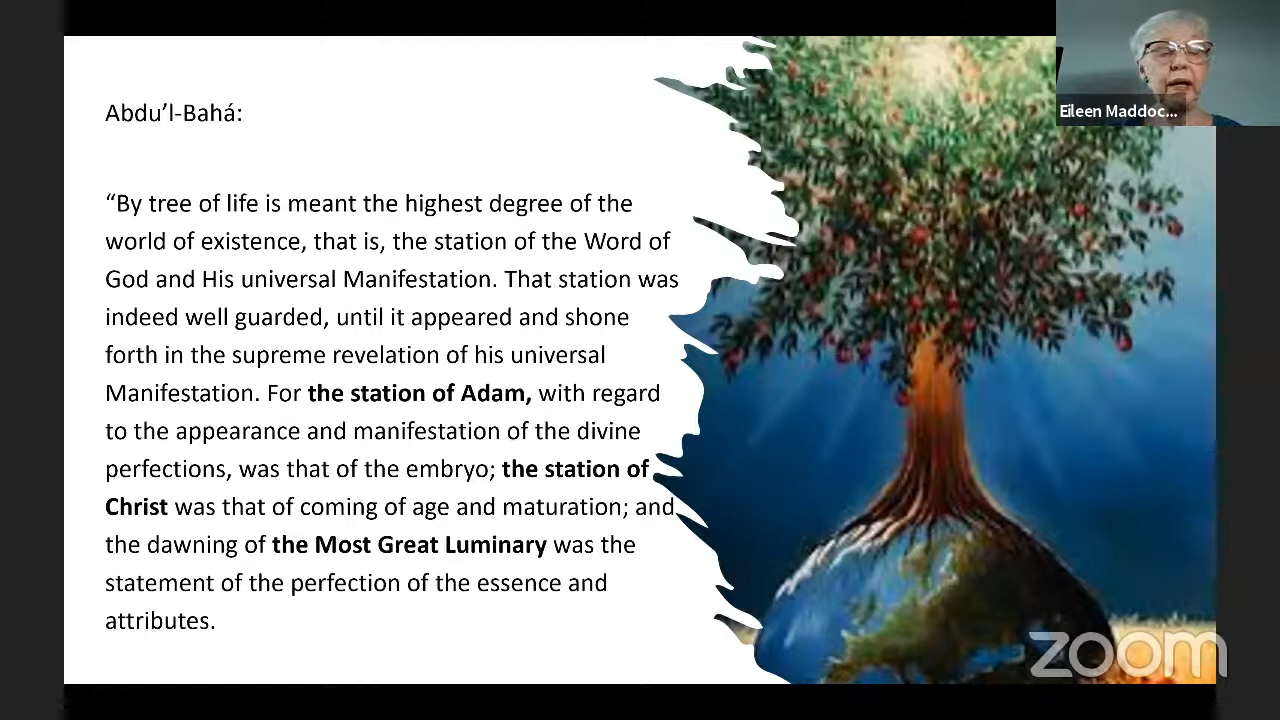 Abdu’l-Bahá:
“By tree of life is meant the highest degree of the
world of existence, that is, the station of the Word of
God and His universal Manifestation. That station was
indeed well guarded, until it appeared and shone
forth in the supreme revelation of his universal
Manifestation. For the station of Adam, with regard
to the appearance and manifestation of the divine
perfections, was that of the embryo; the station of
Christ was that of coming of age and maturation; and
the dawning of the Most Great Luminary was the
statement of the perfection of the essence and
attributes.
Eileen Maddoc...
zoom